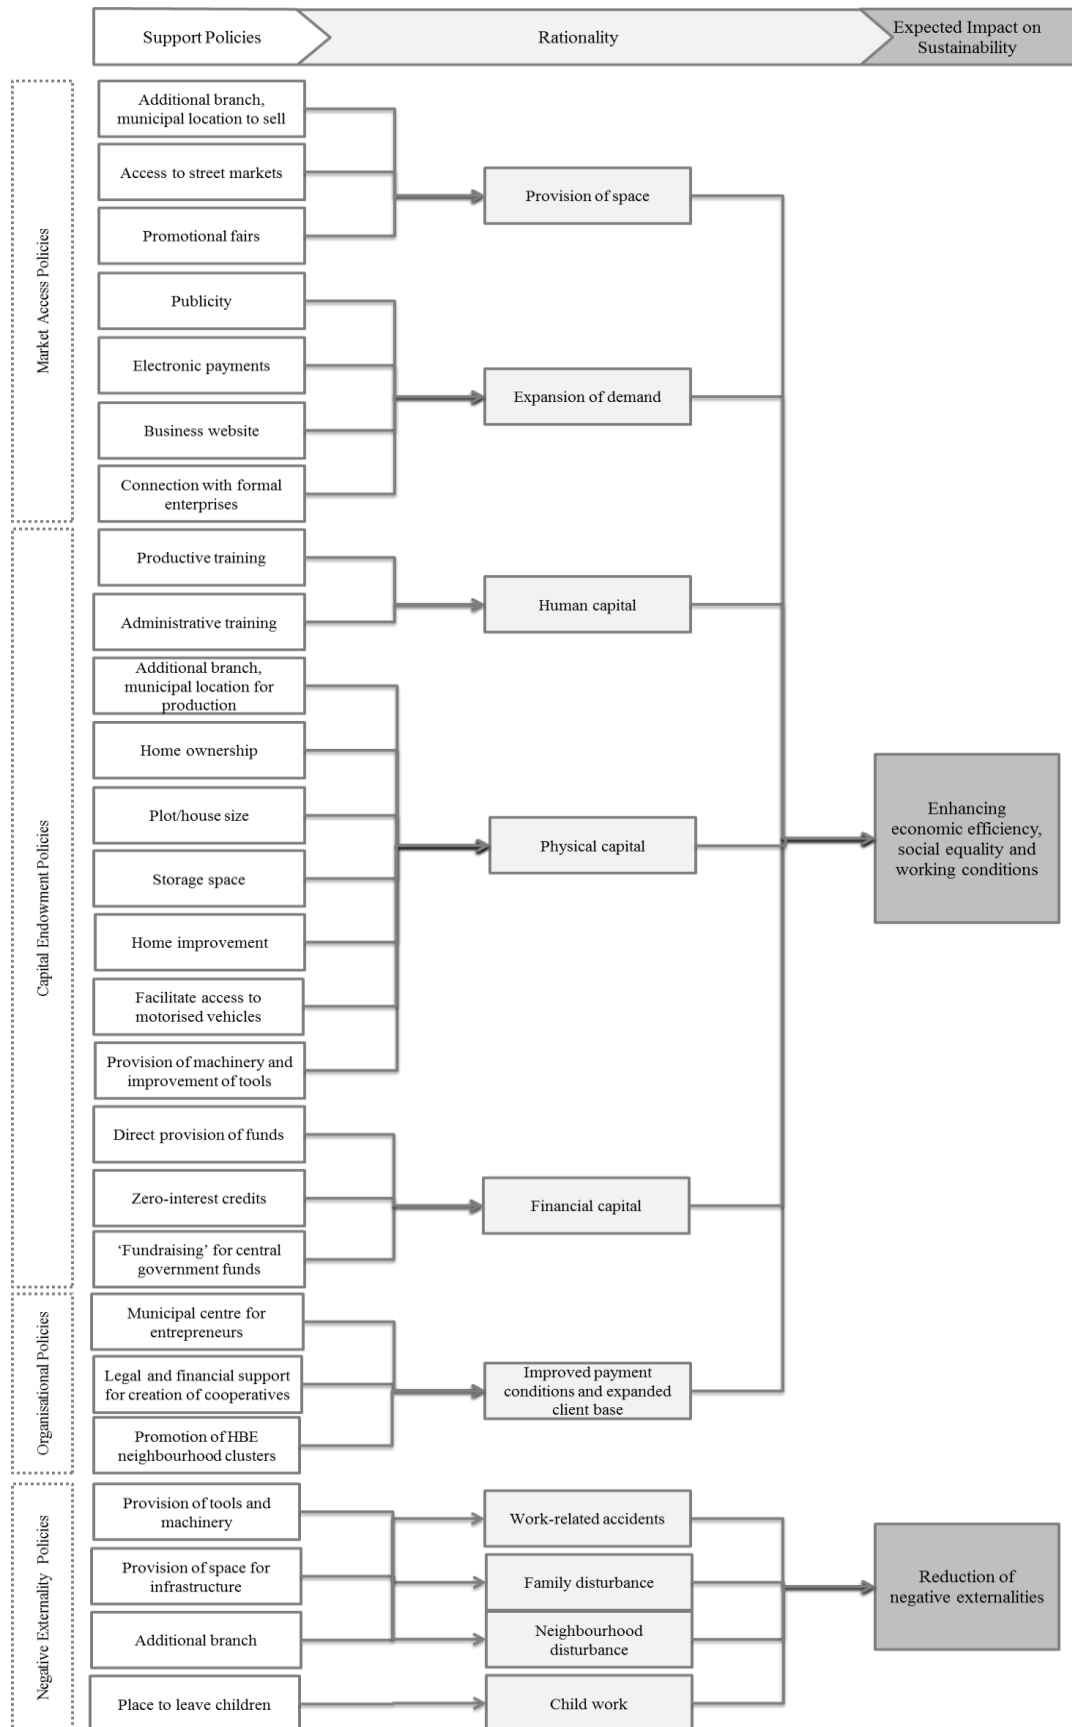 Support Policies
Rationality
Expected Impact on
Sustainability
Market Access Policies
Additional branch,
municipal location to sell
Access to street markets
Promotional fairs
Provision of space
Publicity
Electronic payments
Business website
Connection with formal
enterprises
Expansion of demand
Capital Endowment Policies
Productive training
Administrative training
Human capital
Additional branch,
municipal location for
production
Home ownership
Plot/house size
Storage space
Home improvement
Facilitate access to
motorised vehicles
Provision of machinery and
improvement of tools
Physical capital
Direct provision of funds
Zero-interest credits
‘Fundraising’ for central
government funds
Financial capital
Organisational Policies
Municipal centre for
entrepreneurs
Legal and financial support
for creation of cooperatives
Promotion of HBE
neighbourhood clusters
Improved payment
conditions and expanded
client base
Enhancing
economic efficiency,
social equality and
working conditions
Negative Externality Policies
Provision of tools and
machinery
Provision of space for
infrastructure
Additional branch
Place to leave children
Work-related accidents
Family disturbance
Neighbourhood
disturbance
Child work
Reduction of
negative externalities